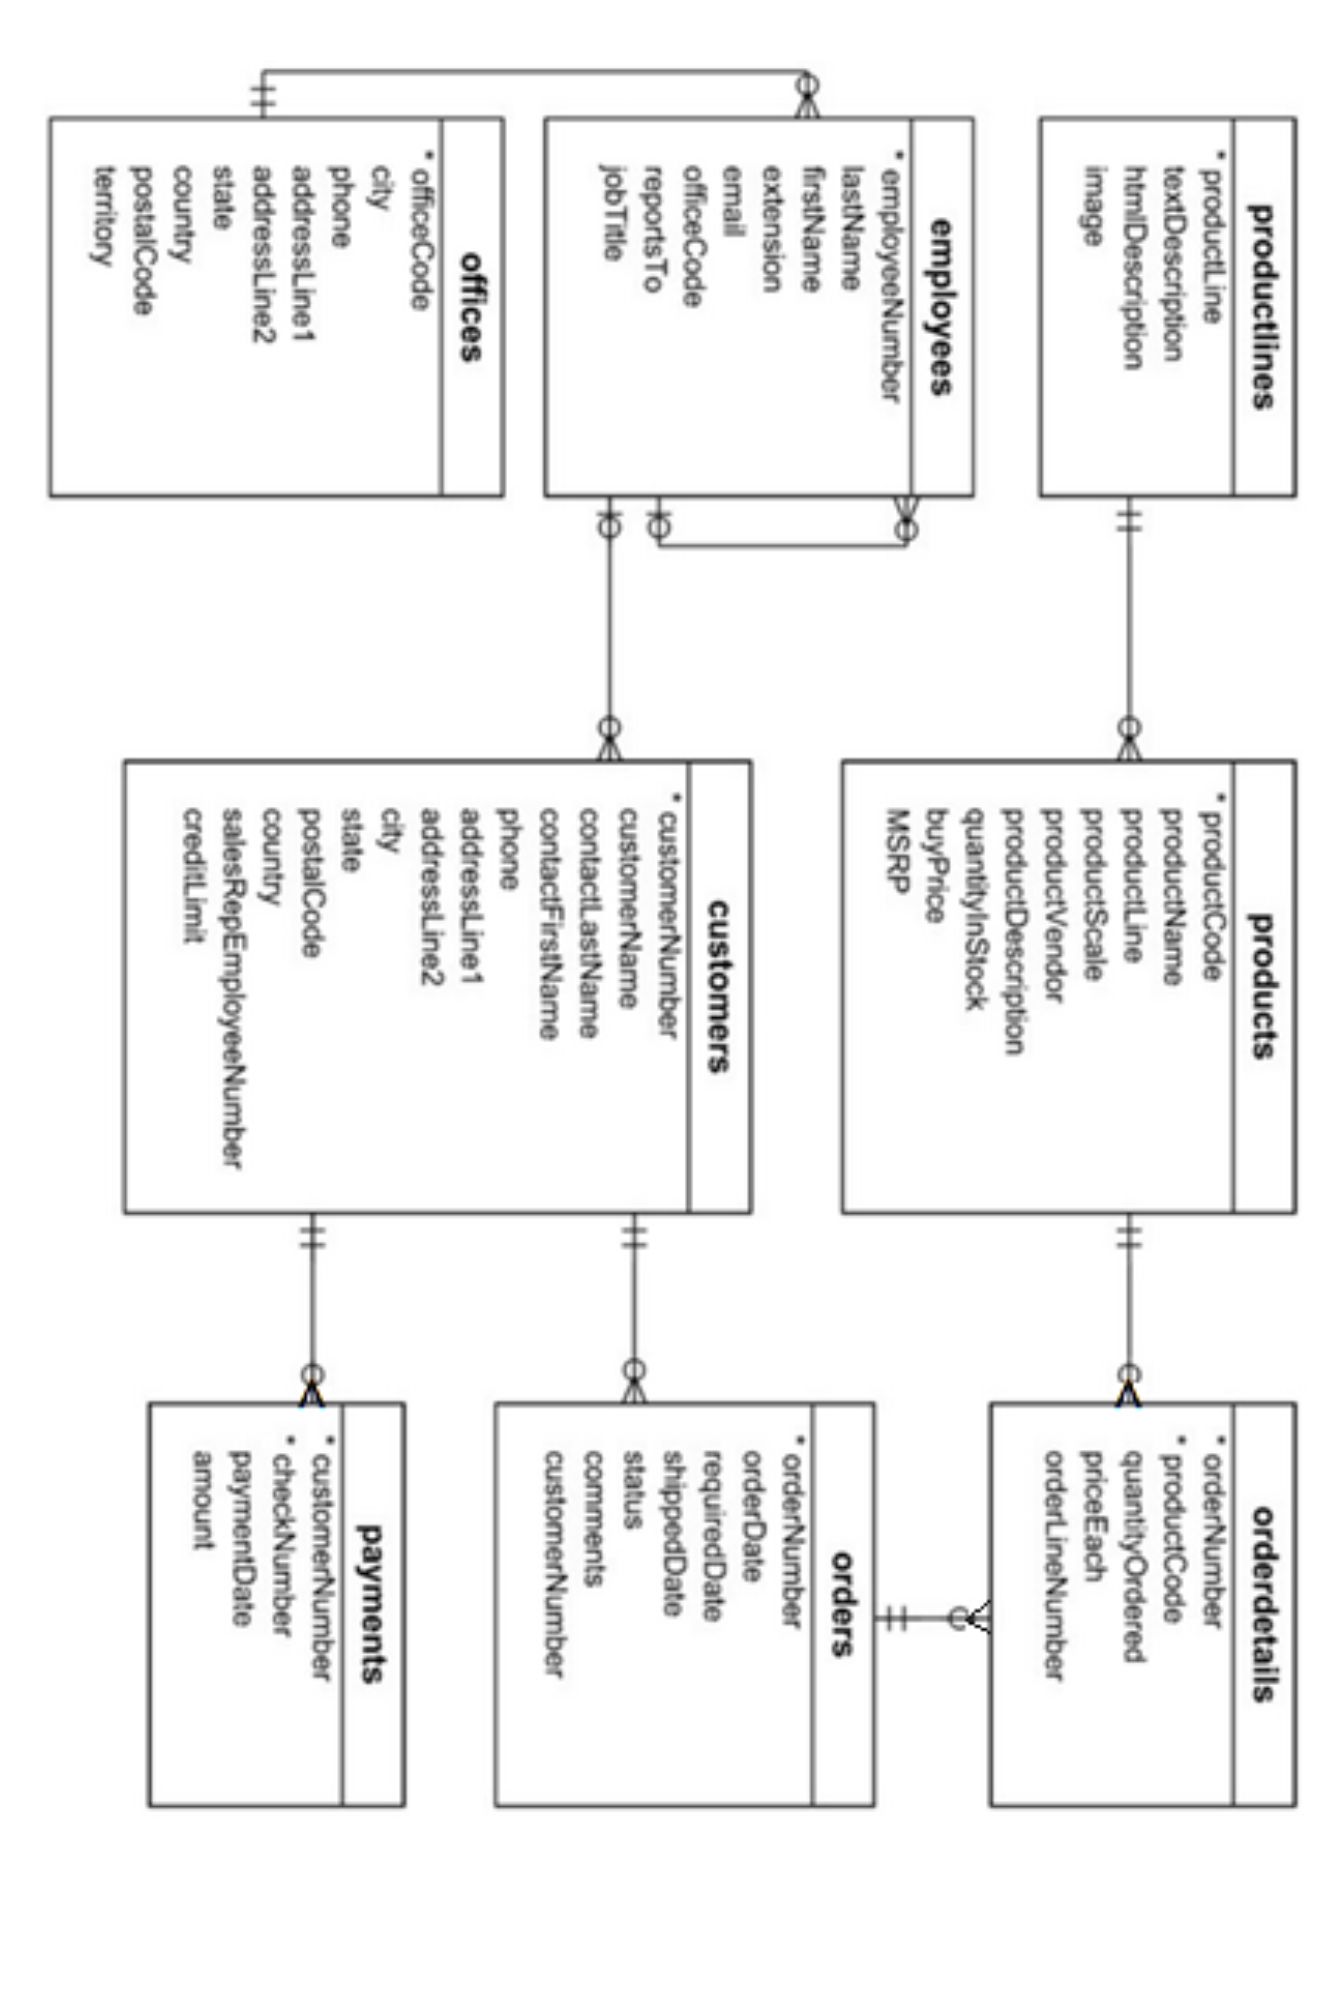 productlines
* productLine
textDescription
htmlDescription
image
products
* productCode
productName
productLine
productScale
productVendor
productDescription
quantityInStock
buyPrice
MSRP
orderdetails
* orderNumber
* productCode
quantityOrdered
priceEach
orderLineNumber
employees
* employeeNumber
lastName
firstName
extension
email
officeCode
reportsTo
jobTitle
customers
* customerNumber
customerName
contactLastName
contactFirstName
phone
addressLine1
addressLine2
city
state
postalCode
country
salesRepEmployeeNumber
creditLimit
orders
* orderNumber
orderDate
requiredDate
shippedDate
status
comments
customerNumber
offices
* officeCode
city
phone
addressLine1
addressLine2
state
country
postalCode
territory
payments
* customerNumber
* checkNumber
paymentDate
amount